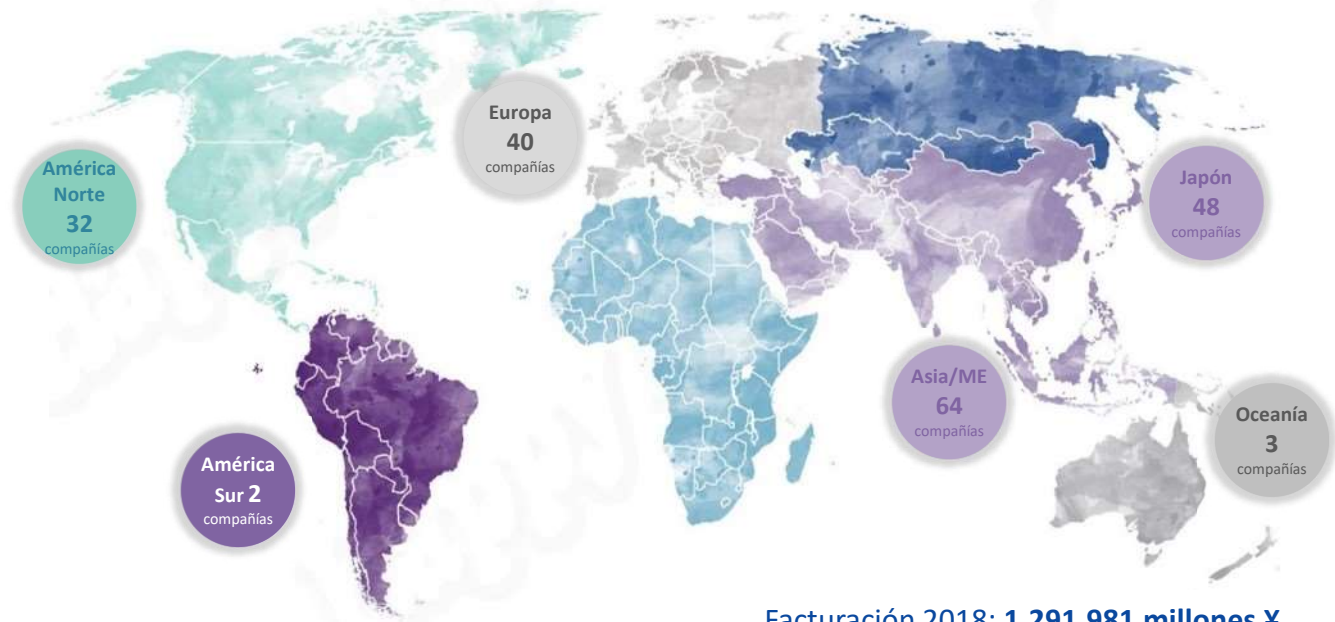 Europa
40
compañías
América
Norte
32
compañías
Japón
48
compañías
Asia/ME
64
compañías
Oceanía
3
compañías
América
Sur 2
compañías
Facturación 2018: 1.291.981 millones ¥